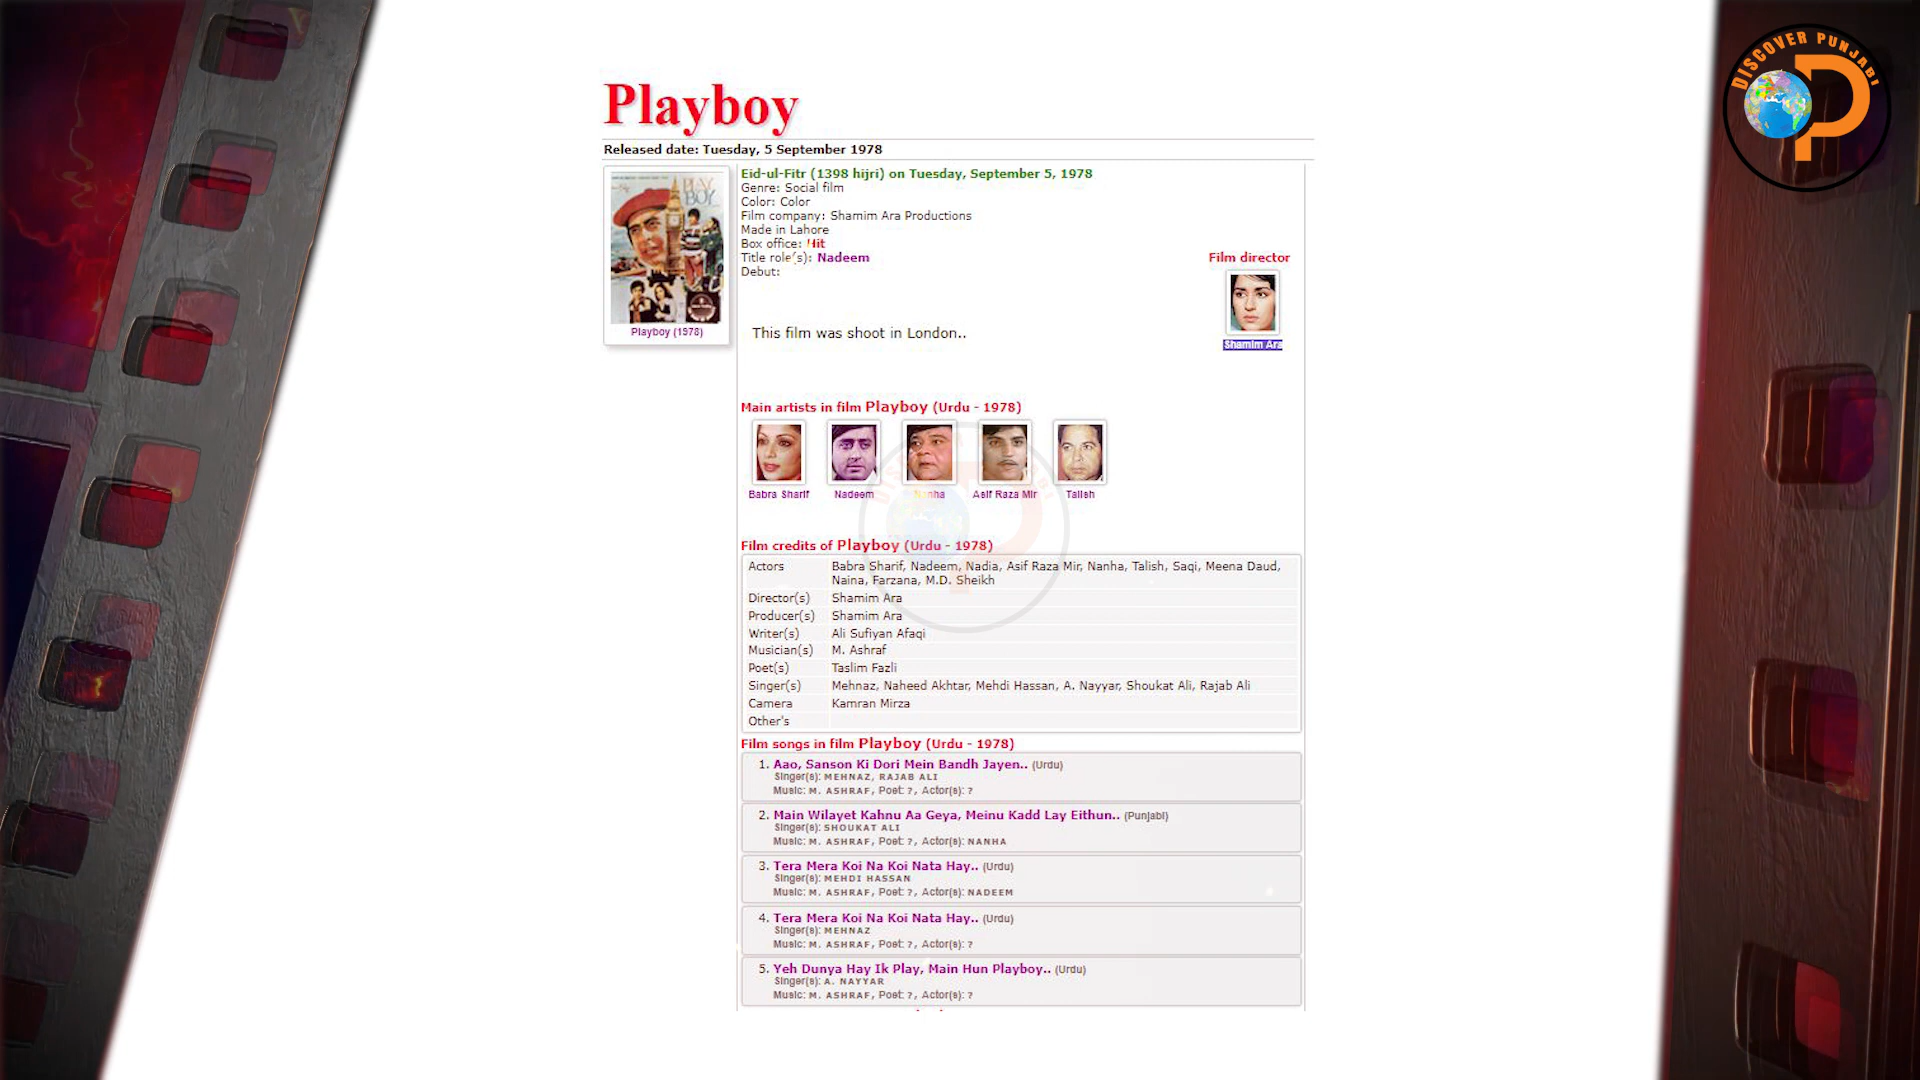 DISCOVER PUNJABI
Playboy
Released date: Tuesday, 5 September 1978
PLAY BOY
Playboy (1978)
Eid-ul-Fitr (1398 hijri) on Tuesday, September 5, 1978
Genre: Social film
Color: Color
Film company: Shamim Ara Productions
Made in Lahore
Box office: Hit
Title role(s): Nadeem
Debut:
This film was shoot in London..
Film director
Shamim Ara
Main artists in film Playboy (Urdu - 1978)
Babra Sharif Nadeem Nanha Asif Raza Mir Talish
Film credits of Playboy (Urdu - 1978)
Actors Babra Sharif, Nadeem, Nadia, Asif Raza Mir, Nanha, Talish, Saqi, Meena Daud,
Naina, Farzana, M.D. Sheikh
Director(s) Shamim Ara
Producer(s) Shamim Ara
Writer(s) Ali Sufiyan Afaqi
Musician(s) M. Ashraf
Poet(s) Taslim Fazli
Singer(s) Mehnaz, Naheed Akhtar, Mehdi Hassan, A. Nayyar, Shoukat Ali, Rajab Ali
Camera Kamran Mirza
Other's
Film songs in film Playboy (Urdu - 1978)
1. Aao, Sanson Ki Dori Mein Bandh Jayen.. (Urdu)
Singer(s): MEHNAZ, RAJAB ALI
Music: M. ASHRAF, Poet: ?, Actor(s): ?
2. Main Wilayet Kahnu Aa Geya, Meinu Kadd Lay Eithun.. (Punjabi)
Singer(s): SHOUKAT ALI
Music: M. ASHRAF, Poet: ?, Actor(s): NANHA
3. Tera Mera Koi Na Koi Nata Hay.. (Urdu)
Singer(s): MEHDI HASSAN
Music: M. ASHRAF, Poet: ?, Actor(s): NADEEM
4. Tera Mera Koi Na Koi Nata Hay.. (Urdu)
Singer(s): MEHNAZ
Music: M. ASHRAF, Poet: ?, Actor(s): ?
5. Yeh Dunya Hay Ik Play, Main Hun Playboy.. (Urdu)
Singer(s): A. NAYYAR
Music: M. ASHRAF, Poet: ?, Actor(s): ?